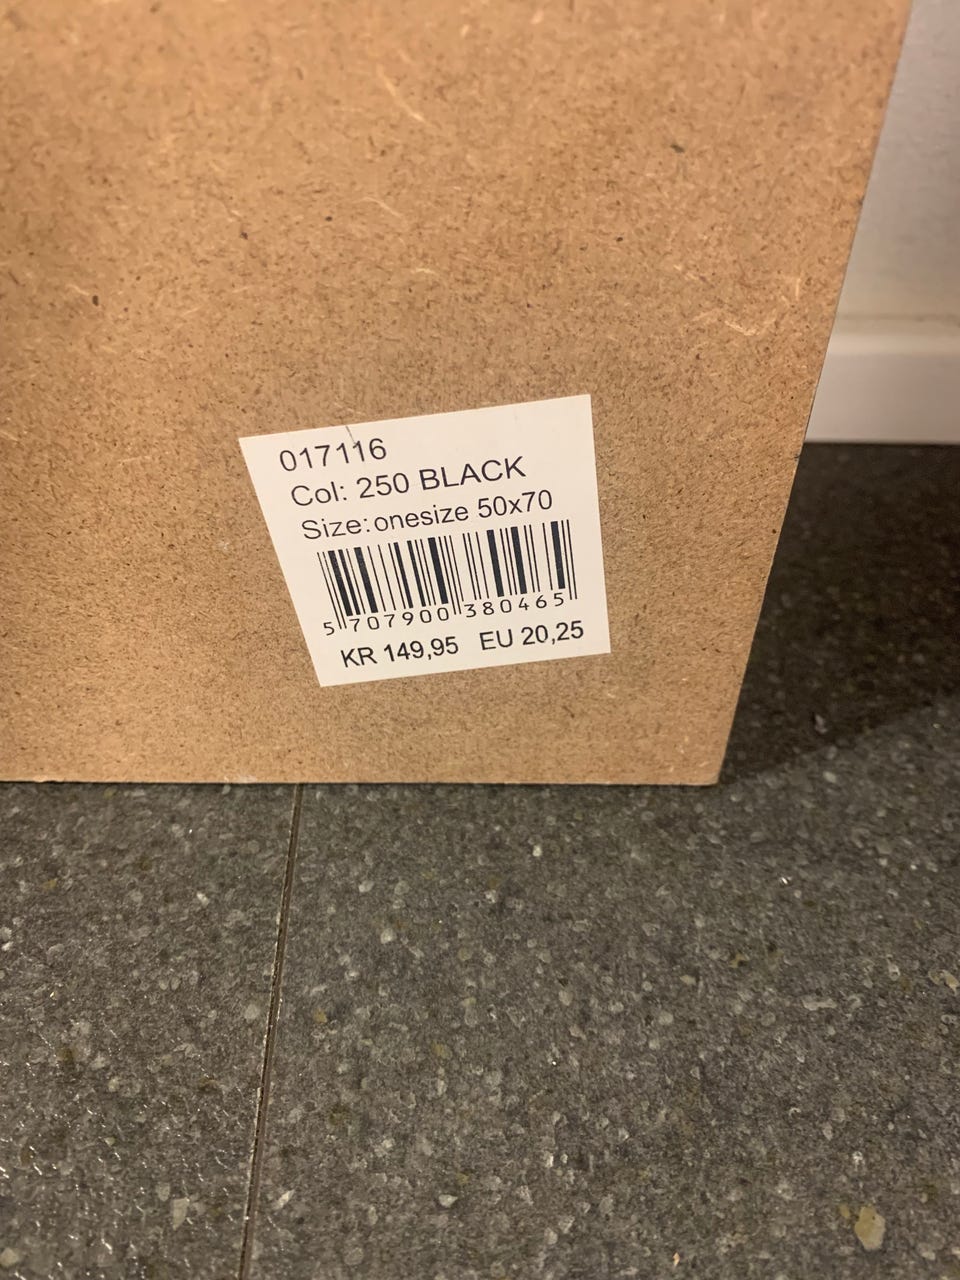 017116
Col: 250 BLACK
Size: onesize 50x70
5 707900 380465
KR 149,95 EU 20,25